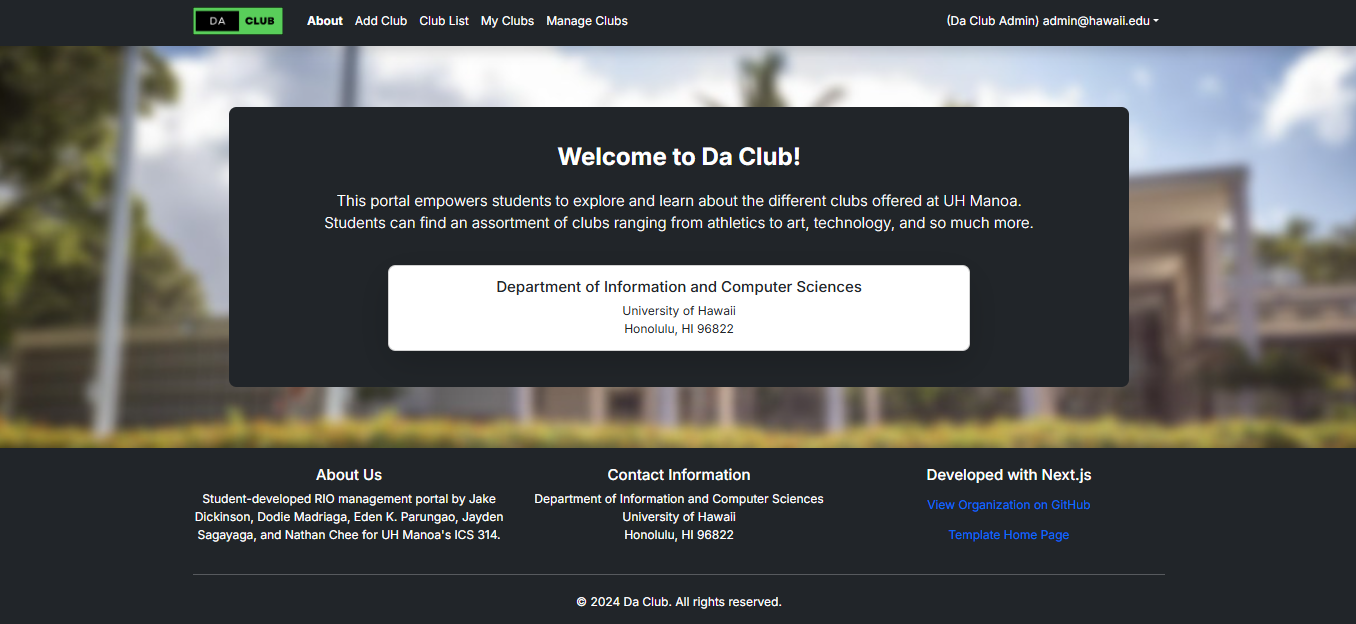 DA CLUB About Add Club Club List My Clubs Manage Clubs (Da Club Admin) admin@hawaii.edu
Welcome to Da Club!
This portal empowers students to explore and learn about the different clubs offered at UH Manoa.
Students can find an assortment of clubs ranging from athletics to art, technology, and so much more.
Department of Information and Computer Sciences
University of Hawaii
Honolulu, HI 96822
About Us
Student-developed RIO management portal by Jake
Dickinson, Dodie Madriaga, Eden K. Parungao, Jayden
Sagayaga, and Nathan Chee for UH Manoa's ICS 314.
Contact Information
Department of Information and Computer Sciences
University of Hawaii
Honolulu, HI 96822
Developed with Next.js
View Organization on GitHub
Template Home Page
© 2024 Da Club. All rights reserved.